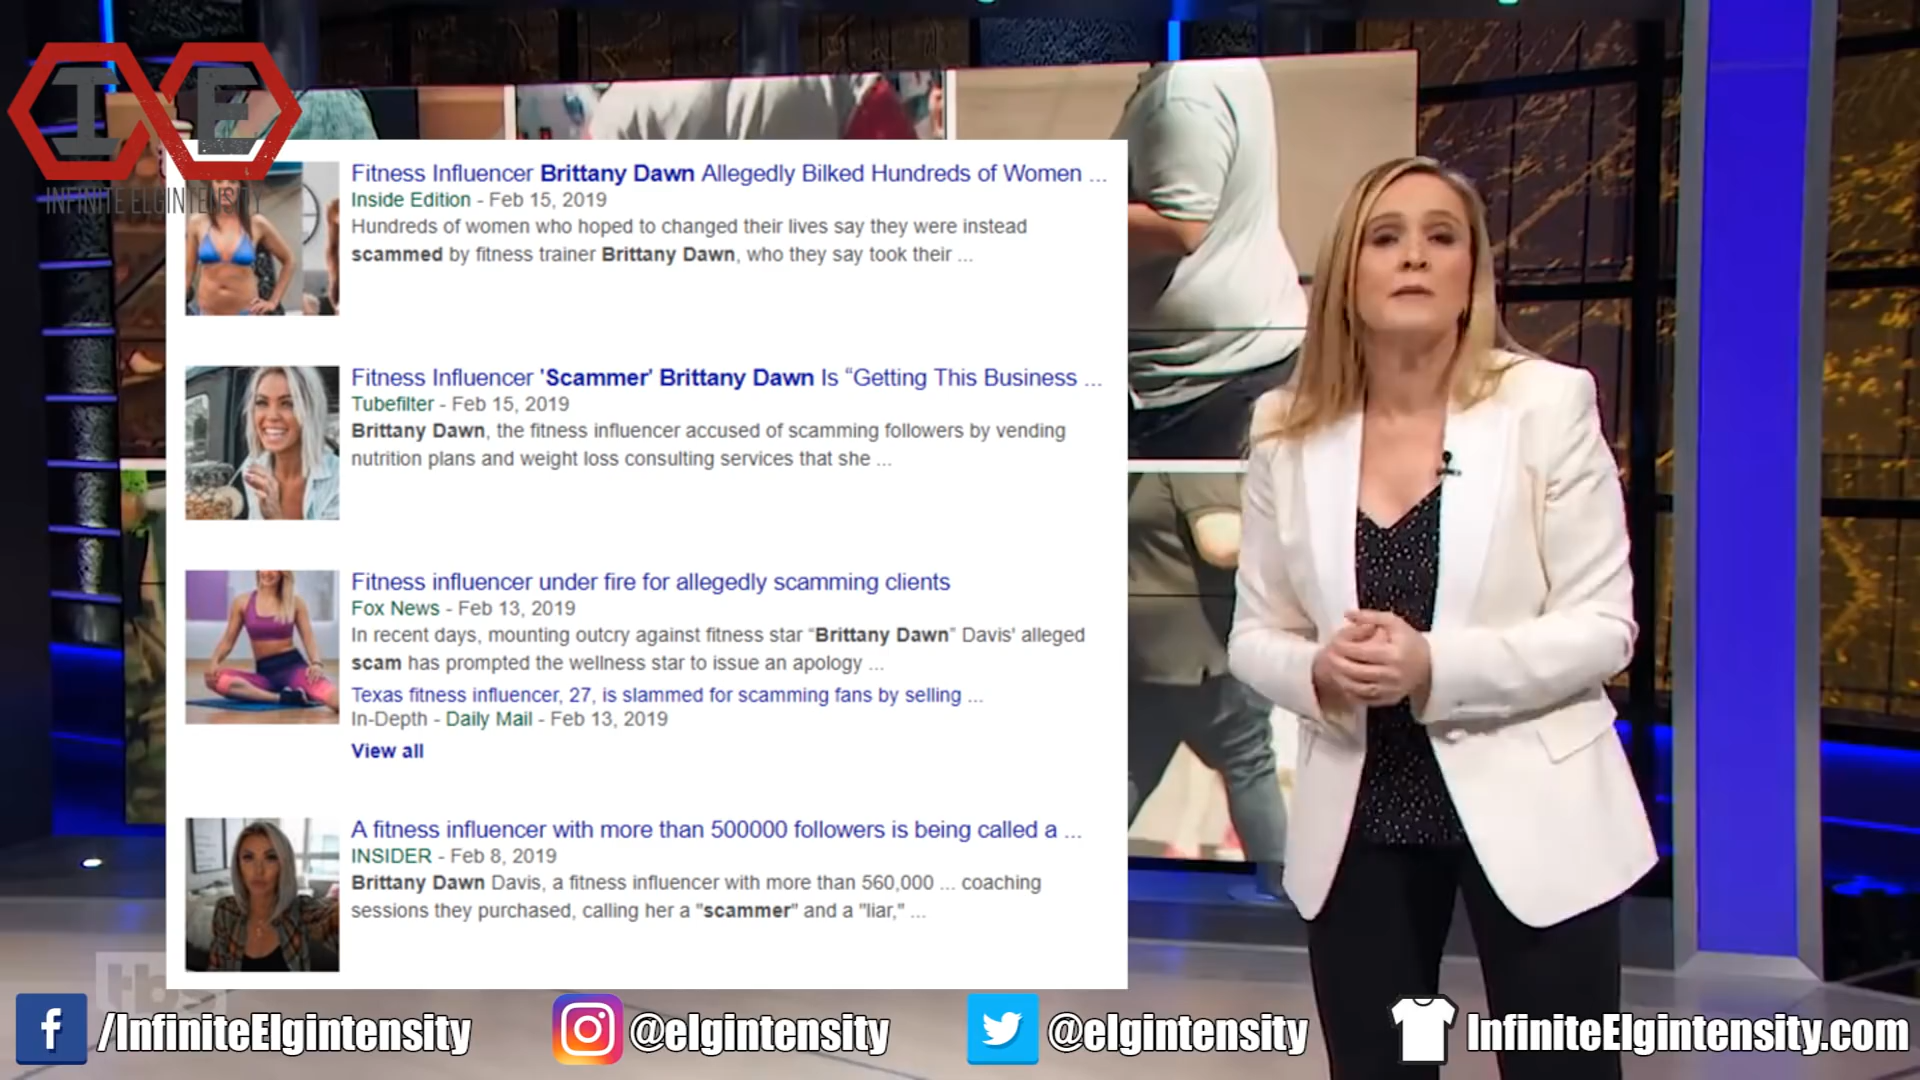 IE
INFINITE ELGINTENSITY
Fitness Influencer Brittany Dawn Allegedly Bilked Hundreds of Women ...
Inside Edition - Feb 15, 2019
Hundreds of women who hoped to changed their lives say they were instead
scammed by fitness trainer Brittany Dawn, who they say took their ...
Fitness Influencer 'Scammer' Brittany Dawn Is “Getting This Business ...
Tubefilter - Feb 15, 2019
Brittany Dawn, the fitness influencer accused of scamming followers by vending
nutrition plans and weight loss consulting services that she ...
Fitness influencer under fire for allegedly scamming clients
Fox News - Feb 13, 2019
In recent days, mounting outcry against fitness star “Brittany Dawn” Davis' alleged
scam has prompted the wellness star to issue an apology ...
Texas fitness influencer, 27, is slammed for scamming fans by selling ...
In-Depth - Daily Mail - Feb 13, 2019
View all
A fitness influencer with more than 500000 followers is being called a ...
INSIDER - Feb 8, 2019
Brittany Dawn Davis, a fitness influencer with more than 560,000 ... coaching
sessions they purchased, calling her a "scammer" and a "liar," ...
tbs
/InfiniteElgintensity
@elgintensity
@elgintensity
InfiniteElgintensity.com